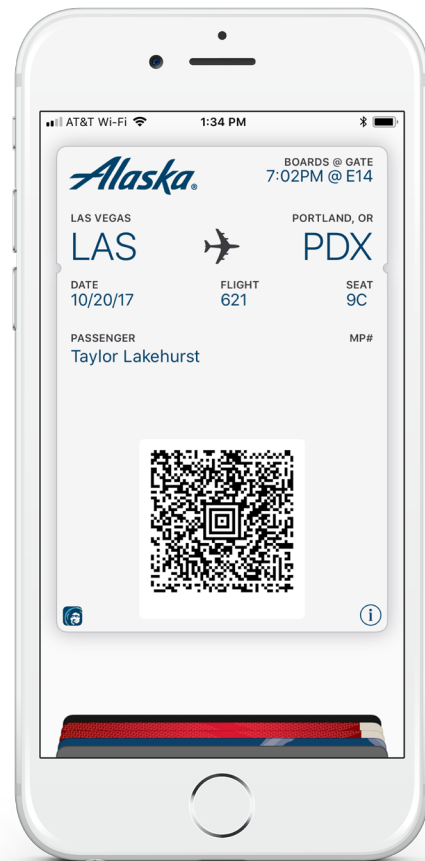 AT&T Wi-Fi 1:34 PM
Alaska®
BOARDS @ GATE
7:02PM @ E14
LAS VEGAS PORTLAND, OR
LAS PDX
DATE FLIGHT SEAT
10/20/17 621 9C
PASSENGER MP#
Taylor Lakehurst
i